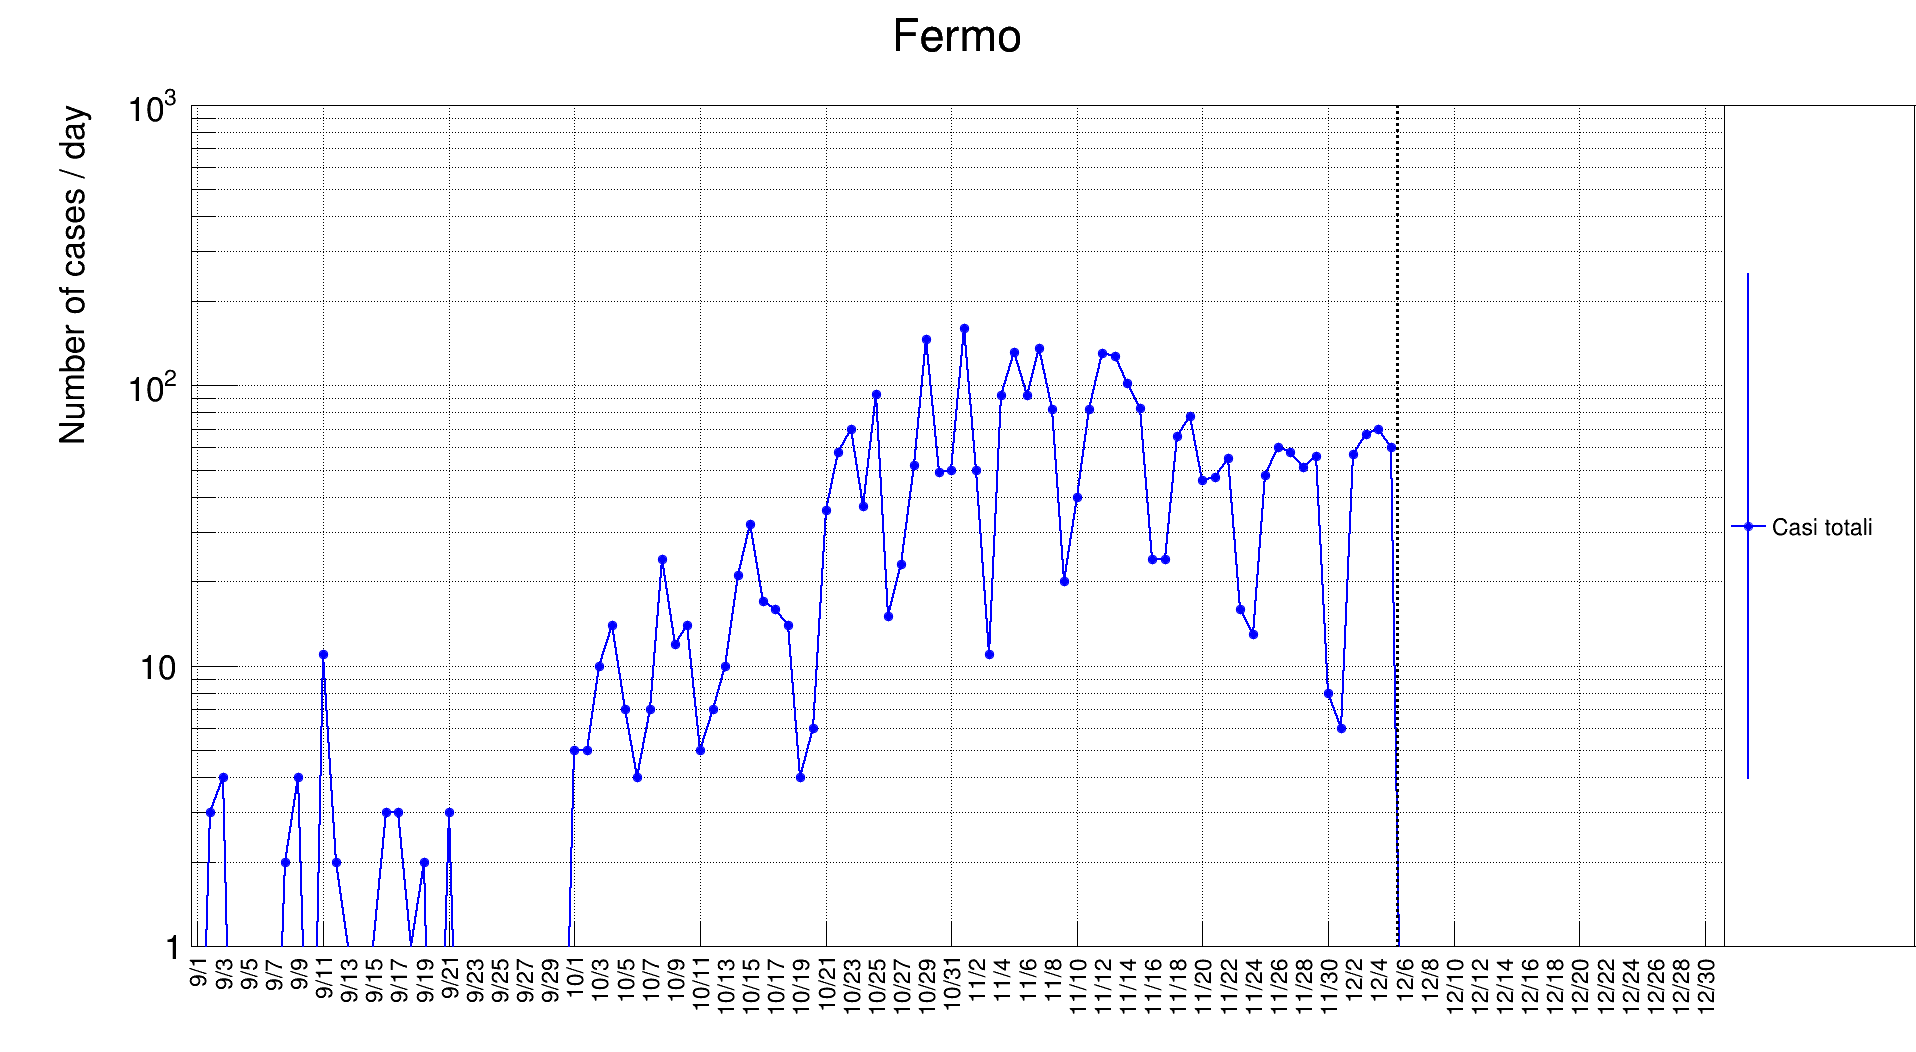 Fermo
Number of cases / day
10³
10²
10
1
9/1 9/3 9/5 9/7 9/9 9/11 9/13 9/15 9/17 9/19 9/21 9/23 9/25 9/27 9/29 10/1 10/3 10/5 10/7 10/9 10/11 10/13 10/15 10/17 10/19 10/21 10/23 10/25 10/27 10/29 10/31 11/2 11/4 11/6 11/8 11/10 11/12 11/14 11/16 11/18 11/20 11/22 11/24 11/26 11/28 11/30 12/2 12/4 12/6 12/8 12/10 12/12 12/14 12/16 12/18 12/20 12/22 12/24 12/26 12/28 12/30
Casi totali